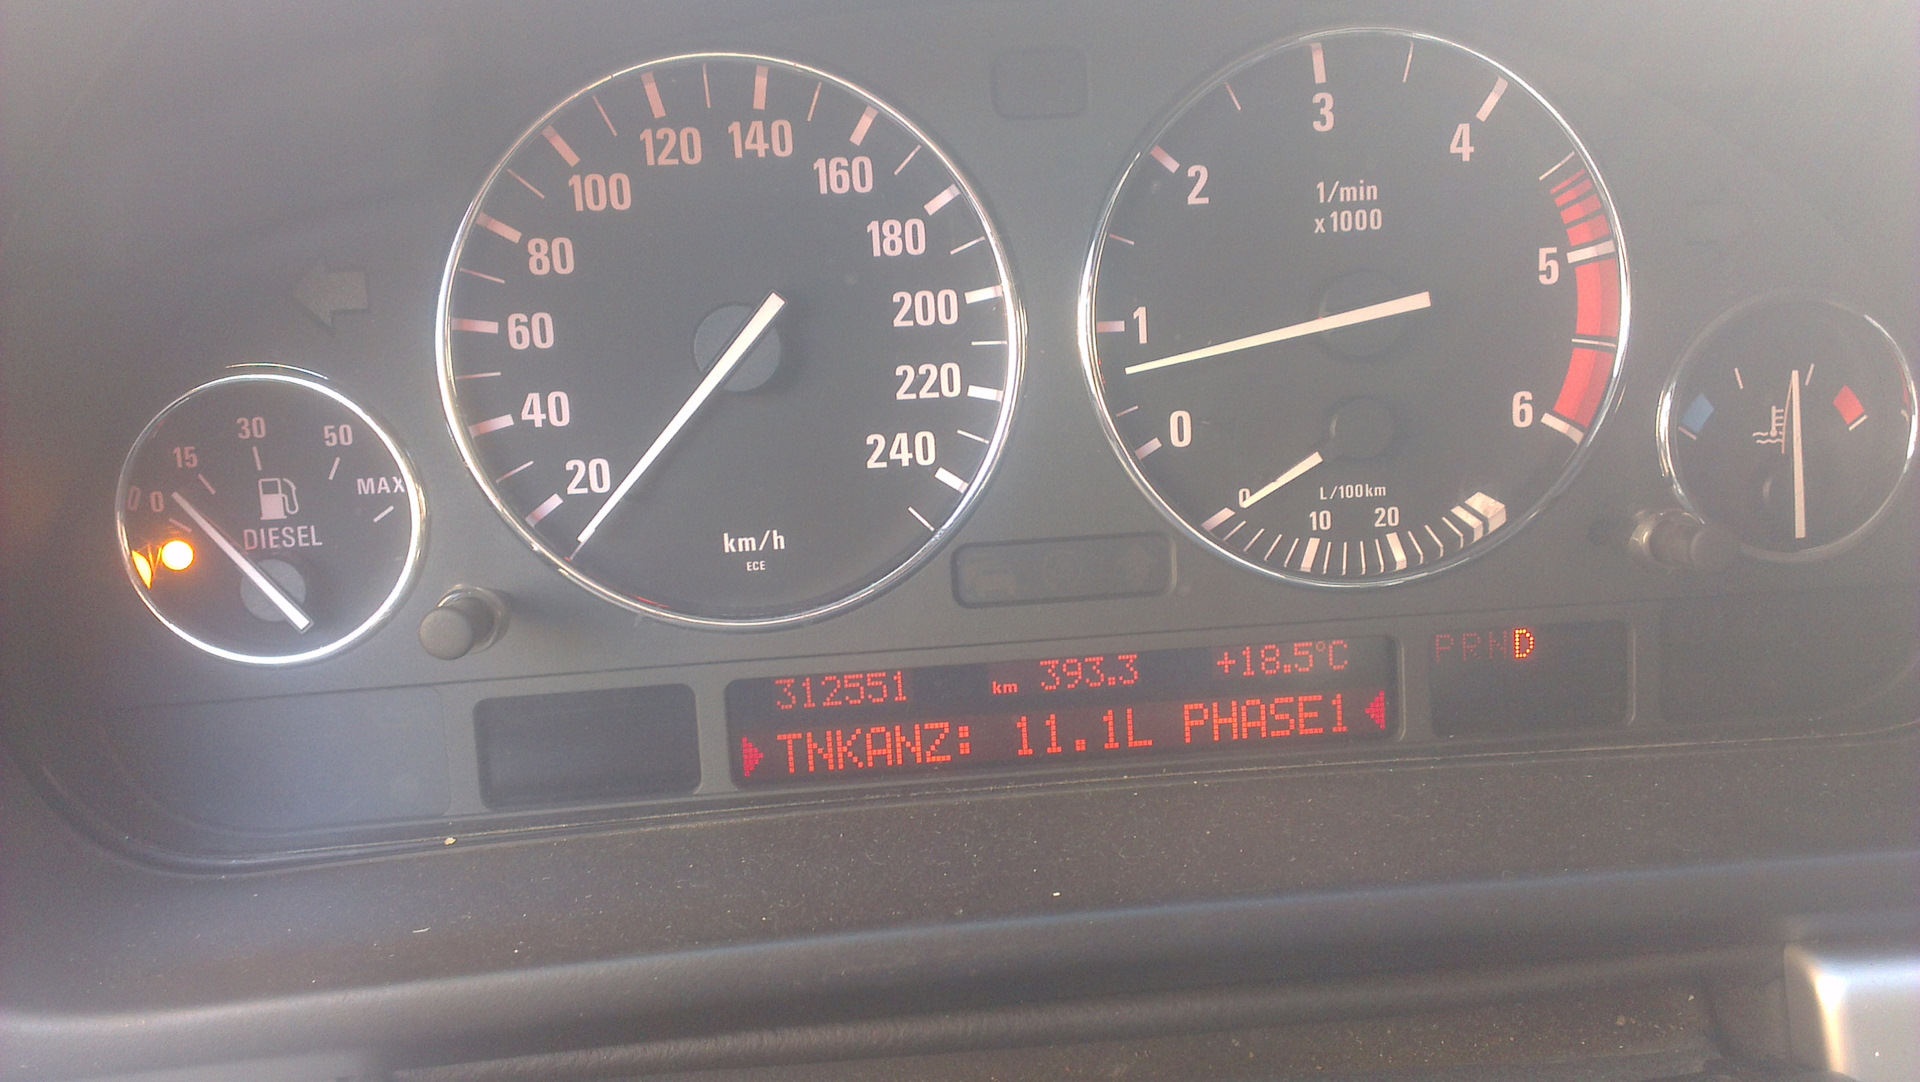 15
30
50
0
MAX
DIESEL
20
40
60
80
100
120
140
160
180
200
220
240
km/h
ECE
0
1
2
3
4
5
6
1/min
x1000
L/100km
0
10
20
312551 km 393.3 +18.5°C
TNKANZ: 11.1L PHASE1
PRND